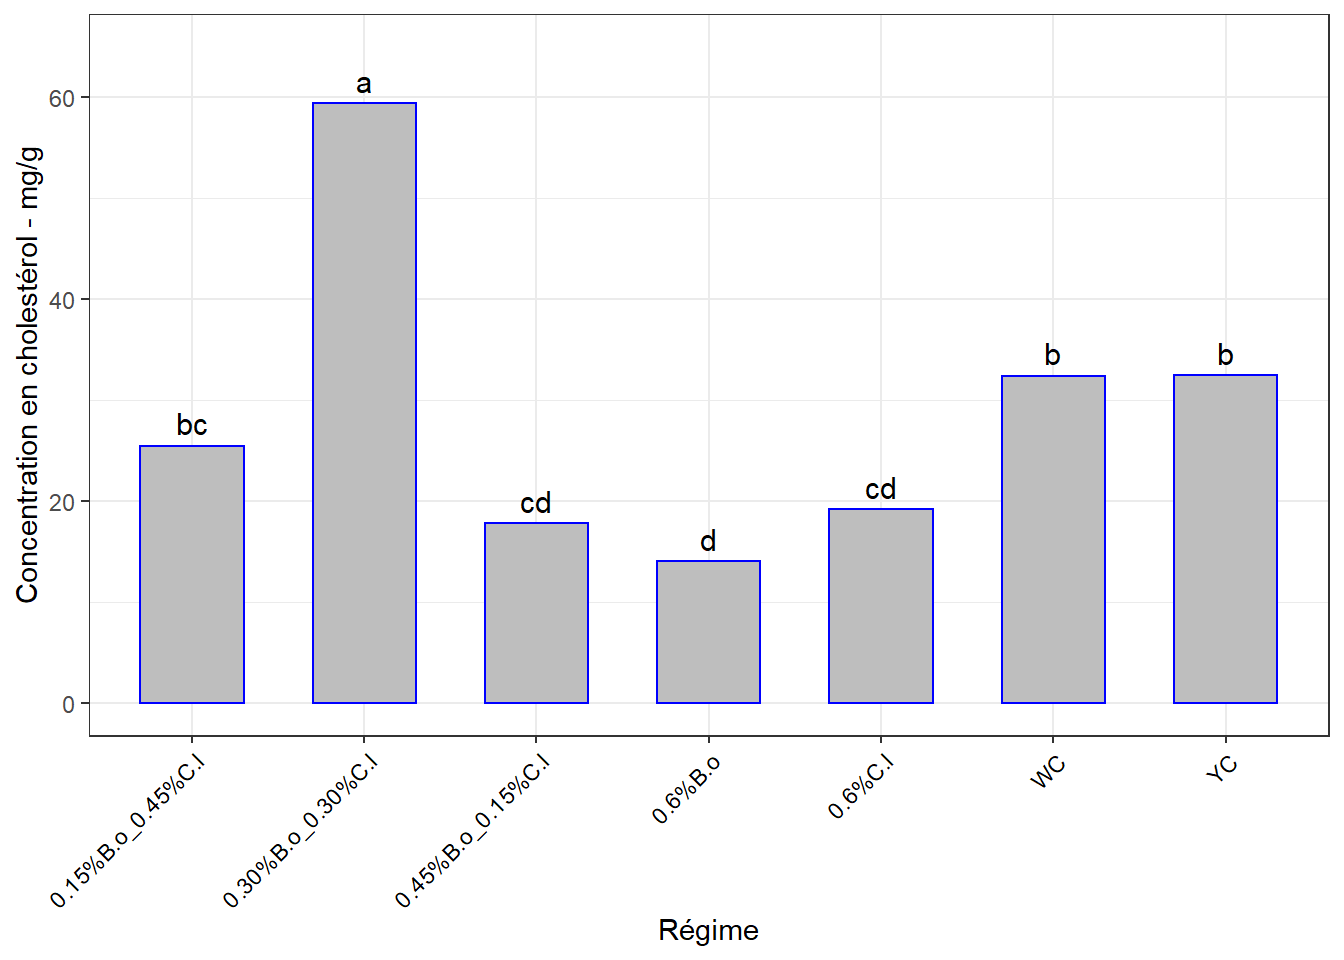 Concentration en cholestérol - mg/g
60
40
20
0
bc
a
cd
d
cd
b
b
0.15%B.o_0.45%C.l
0.30%B.o_0.30%C.l
0.45%B.o_0.15%C.l
0.6%B.o
0.6%C.l
WC
YC
Régime